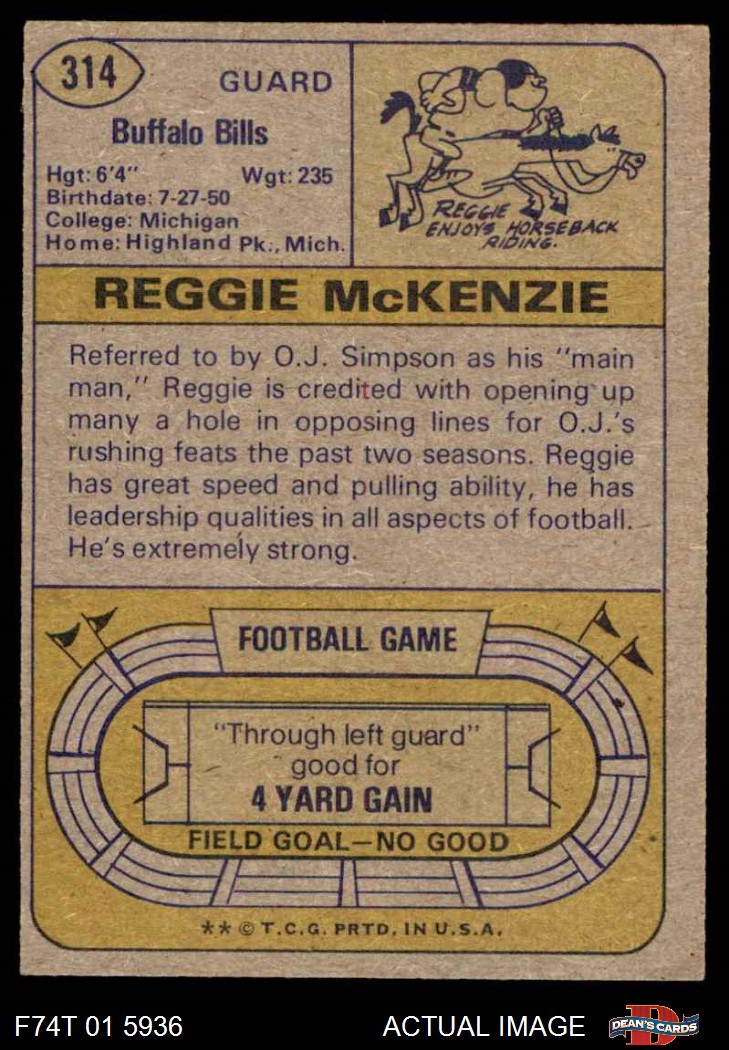 314
GUARD
Buffalo Bills
Hgt: 6'4" Wgt: 235
Birthdate: 7-27-50
College: Michigan
Home: Highland Pk., Mich.
REGGIE
ENJOYS HORSEBACK
RIDING.
REGGIE McKENZIE
Referred to by O.J. Simpson as his "main
man," Reggie is credited with opening up
many a hole in opposing lines for O.J.'s
rushing feats the past two seasons. Reggie
has great speed and pulling ability, he has
leadership qualities in all aspects of football.
He's extremely strong.
FOOTBALL GAME
"Through left guard"
good for
4 YARD GAIN
FIELD GOAL—NO GOOD
** © T.C.G. PRTD. IN U.S.A.
F74T 01 5936 ACTUAL IMAGE
D
DEAN'S CARDS